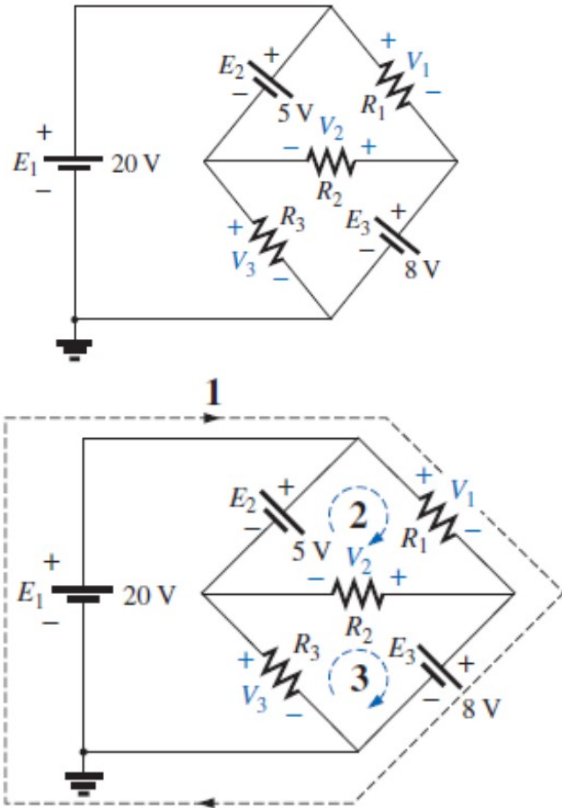 +
+
E2
+
V1
−
5 V
R1
−
+
V2
E1
20 V
−
+
−
R2
+
R3
E3
+
V3
−
−
8 V
1
+
E2
+
V1
−
2
5 V
R1
−
V2
+
−
+
E1
20 V
−
R2
R3
E3
+
+
V3
3
−
−
8 V